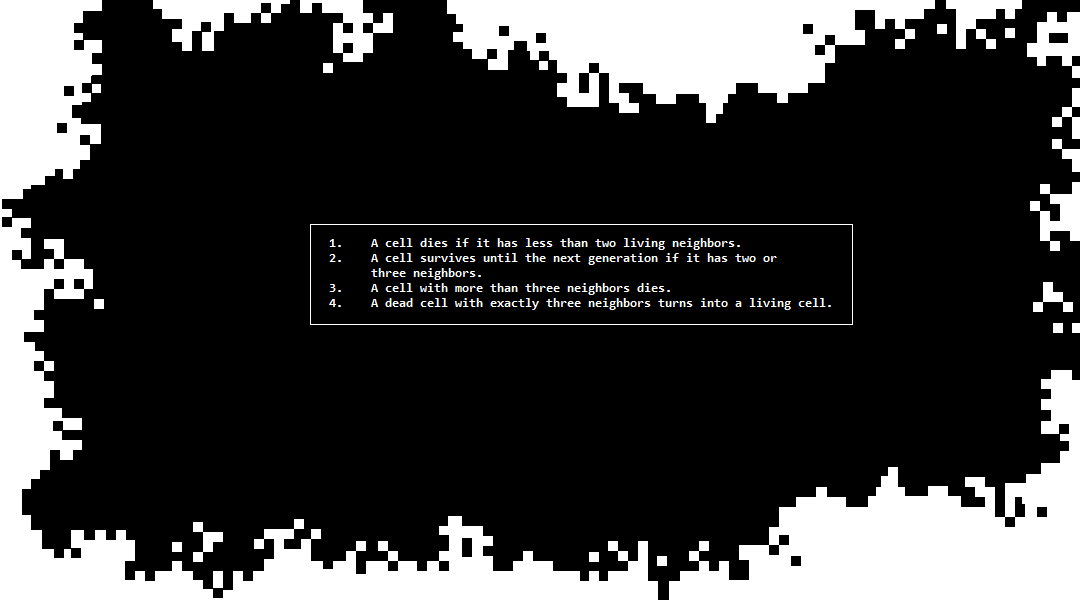 1. A cell dies if it has less than two living neighbors.
2. A cell survives until the next generation if it has two or
three neighbors.
3. A cell with more than three neighbors dies.
4. A dead cell with exactly three neighbors turns into a living cell.